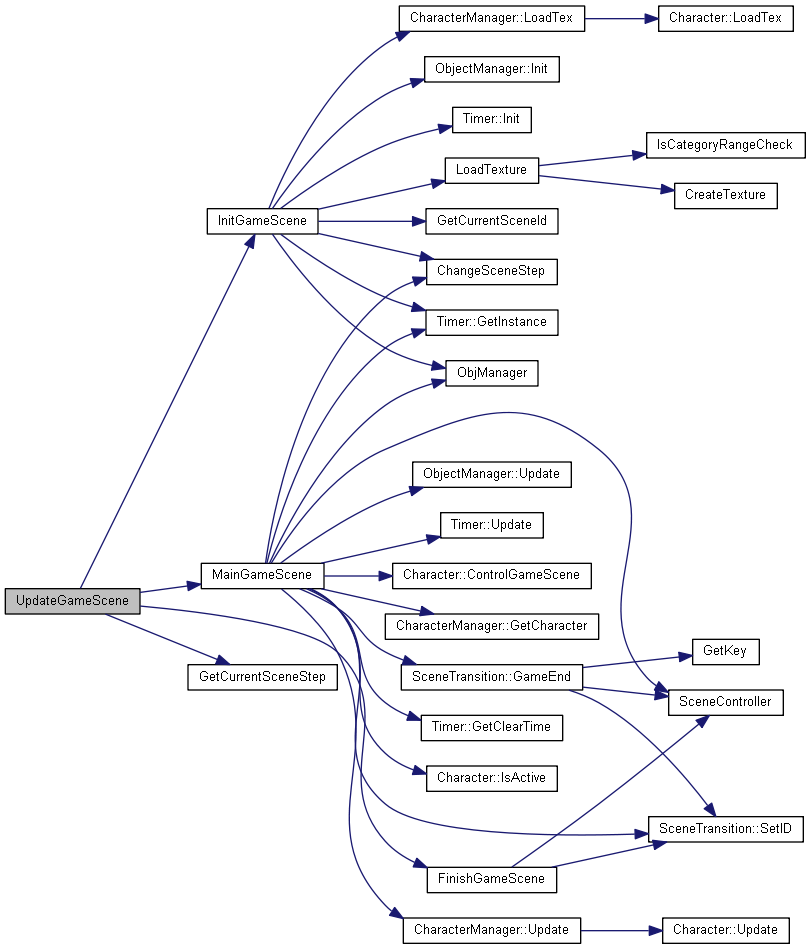 CharacterManager::LoadTex
Character::LoadTex
ObjectManager::Init
Timer::Init
IsCategoryRangeCheck
LoadTexture
CreateTexture
InitGameScene
GetCurrentSceneId
ChangeSceneStep
Timer::GetInstance
ObjManager
ObjectManager::Update
Timer::Update
MainGameScene
Character::ControlGameScene
UpdateGameScene
CharacterManager::GetCharacter
GetKey
GetCurrentSceneStep
SceneTransition::GameEnd
SceneController
Timer::GetClearTime
Character::IsActive
SceneTransition::SetID
FinishGameScene
CharacterManager::Update
Character::Update